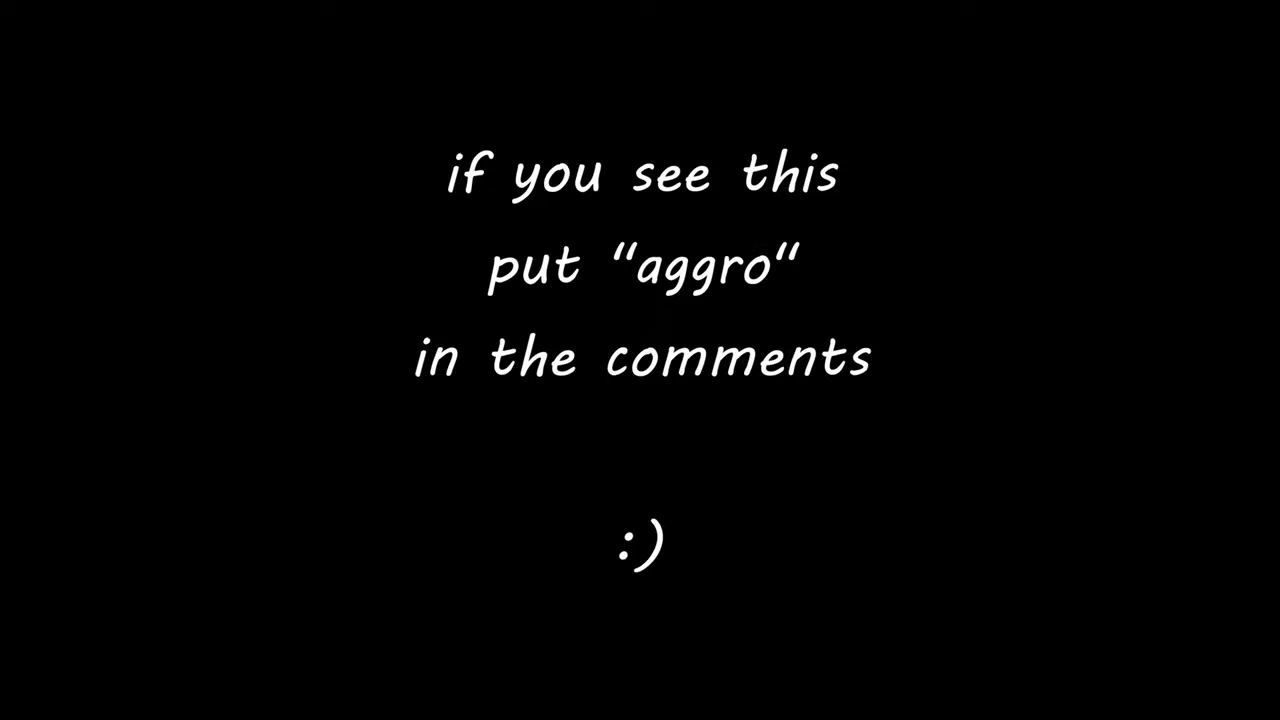 if you see this
put “aggro“
in the comments
:)